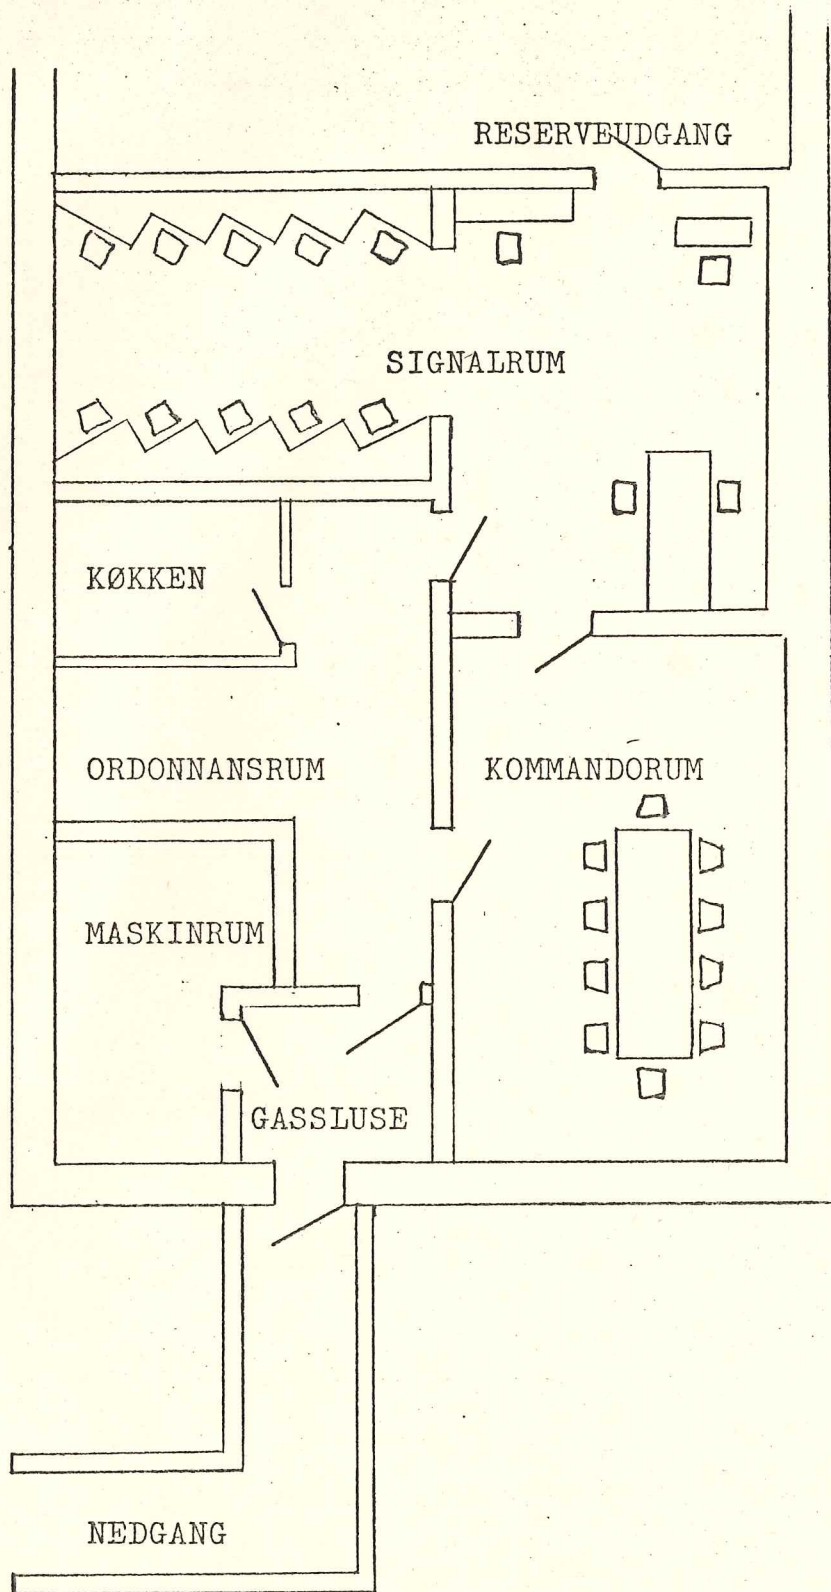 RESERVEUDGANG
SIGNALRUM
KØKKEN
ORDONNANSRUM
KOMMANDORUM
MASKINRUM
GASSLUSE
NEDGANG